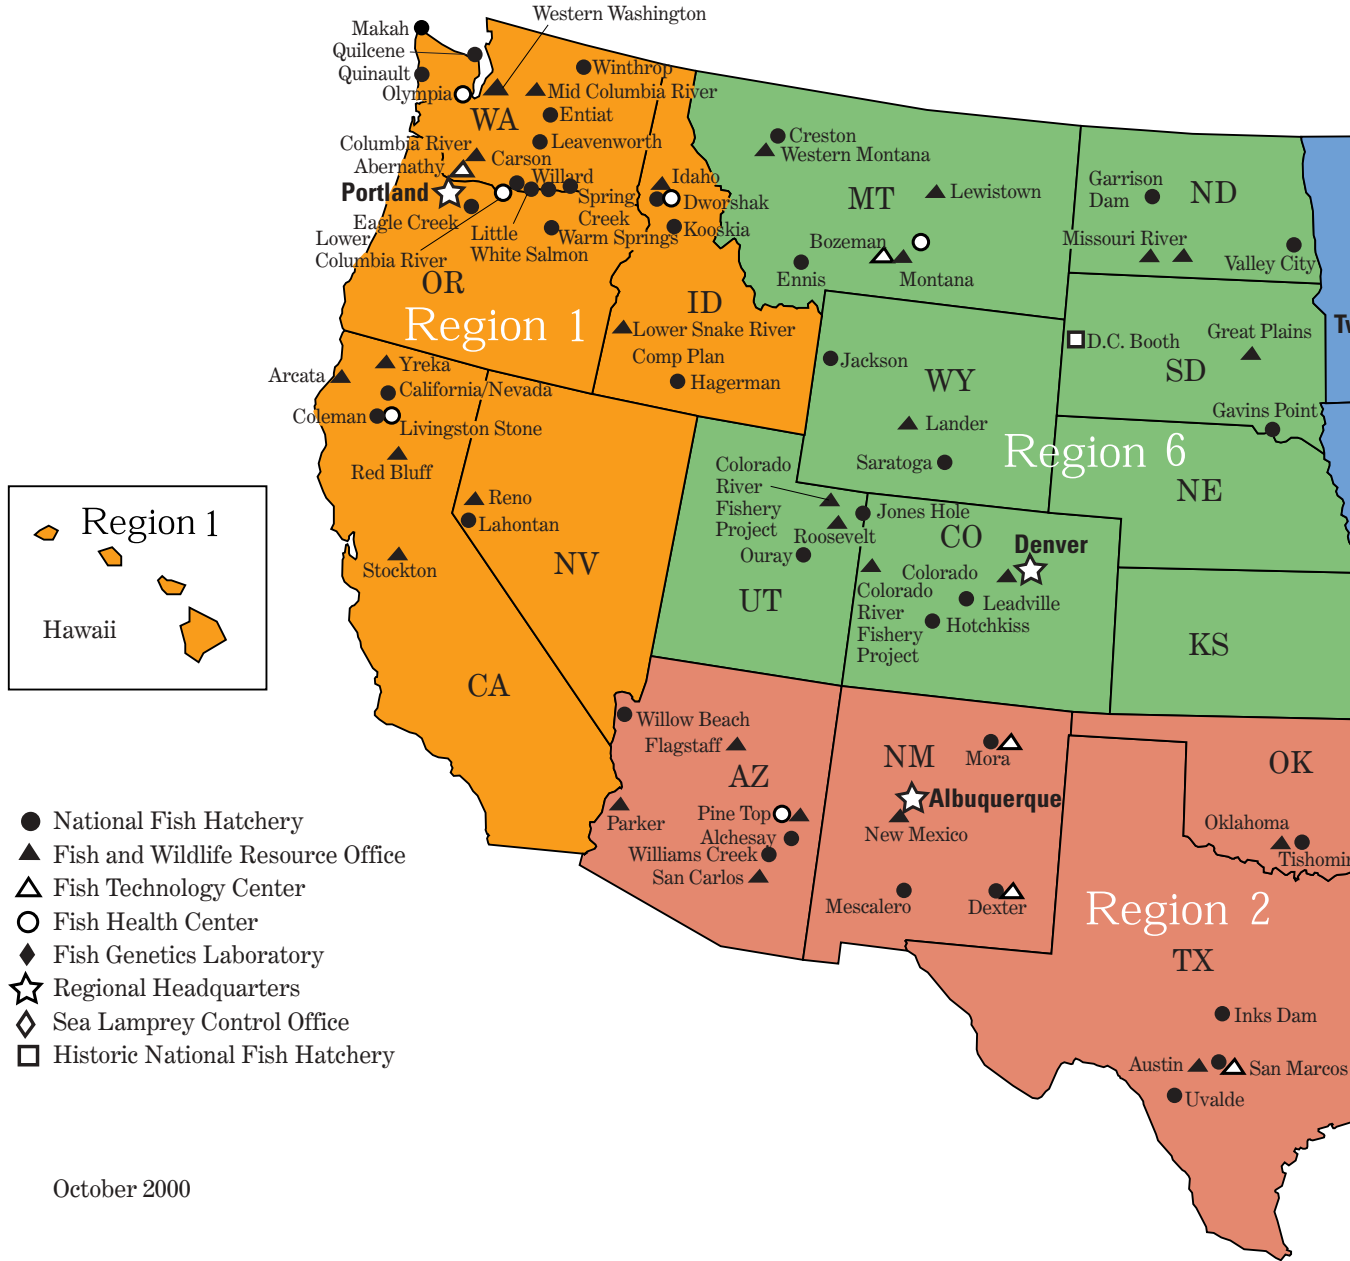 Western Washington
Makah
Quilcene
Quinault
Olympia
Winthrop
Mid Columbia River
WA
Entiat
Leavenworth
Columbia River
Abernathy
Carson
Willard
Portland
Spring
Creek
Eagle Creek
Little
White Salmon
Warm Springs
Lower
Columbia River
OR
Idaho
Dworshak
Kooskia
ID
Region 1
Lower Snake River
Comp Plan
Hagerman
Creston
Western Montana
MT
Lewistown
Bozeman
Ennis
Montana
Garrison
Dam
ND
Missouri River
Valley City
D.C. Booth
Great Plains
SD
Gavins Point
Jackson
WY
Lander
Saratoga
Region 6
NE
Arcata
Yreka
California/Nevada
Coleman
Livingston Stone
Red Bluff
Reno
Lahontan
Stockton
NV
CA
Region 1
Hawaii
Colorado
River
Fishery
Project
Roosevelt
Ouray
UT
Jones Hole
CO
Denver
Colorado
Colorado
River
Fishery
Project
Leadville
Hotchkiss
KS
Willow Beach
Flagstaff
AZ
Parker
Pine Top
Alchesay
Williams Creek
San Carlos
NM
Mora
Albuquerque
New Mexico
Mescalero
Dexter
OK
Oklahoma
Region 2
TX
Inks Dam
Austin
San Marcos
Uvalde
National Fish Hatchery
Fish and Wildlife Resource Office
Fish Technology Center
Fish Health Center
Fish Genetics Laboratory
Regional Headquarters
Sea Lamprey Control Office
Historic National Fish Hatchery
October 2000